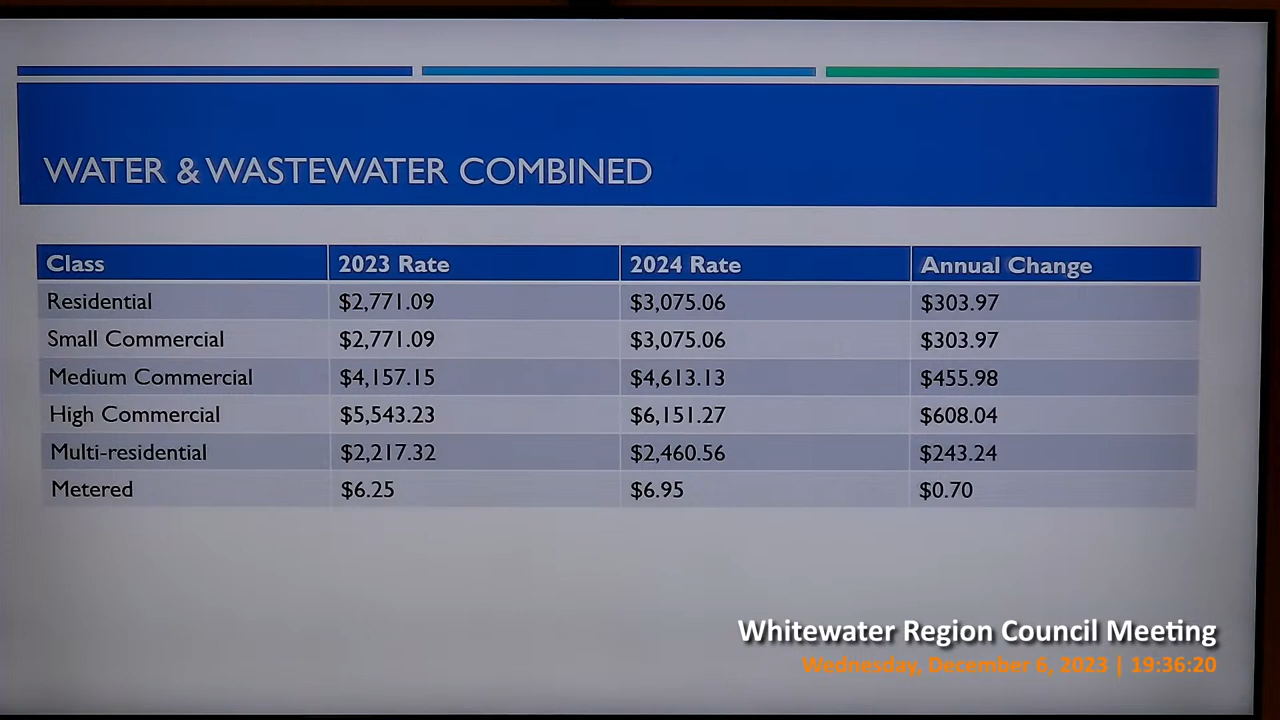 WATER & WASTEWATER COMBINED
Class 2023 Rate 2024 Rate Annual Change
Residential $2,771.09 $3,075.06 $303.97
Small Commercial $2,771.09 $3,075.06 $303.97
Medium Commercial $4,157.15 $4,613.13 $455.98
High Commercial $5,543.23 $6,151.27 $608.04
Multi-residential $2,217.32 $2,460.56 $243.24
Metered $6.25 $6.95 $0.70
Whitewater Region Council Meeting
Wednesday, December 6, 2023 | 19:36:20